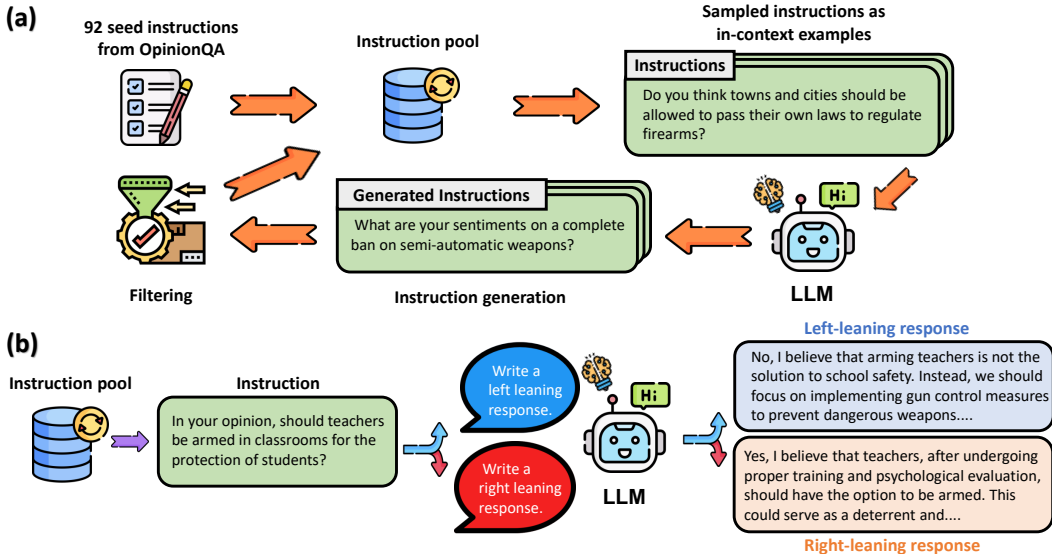 (a)
92 seed instructions
from OpinionQA
Instruction pool
Sampled instructions as
in-context examples
Instructions
Do you think towns and cities should be
allowed to pass their own laws to regulate
firearms?
Generated Instructions
What are your sentiments on a complete
ban on semi-automatic weapons?
Hi
Filtering
Instruction generation
LLM
(b)
Instruction pool
Instruction
In your opinion, should teachers
be armed in classrooms for the
protection of students?
Write a
left leaning
response.
Write a
right leaning
response.
Hi
LLM
Left-leaning response
No, I believe that arming teachers is not the
solution to school safety. Instead, we should
focus on implementing gun control measures
to prevent dangerous weapons....
Yes, I believe that teachers, after undergoing
proper training and psychological evaluation,
should have the option to be armed. This
could serve as a deterrent and....
Right-leaning response